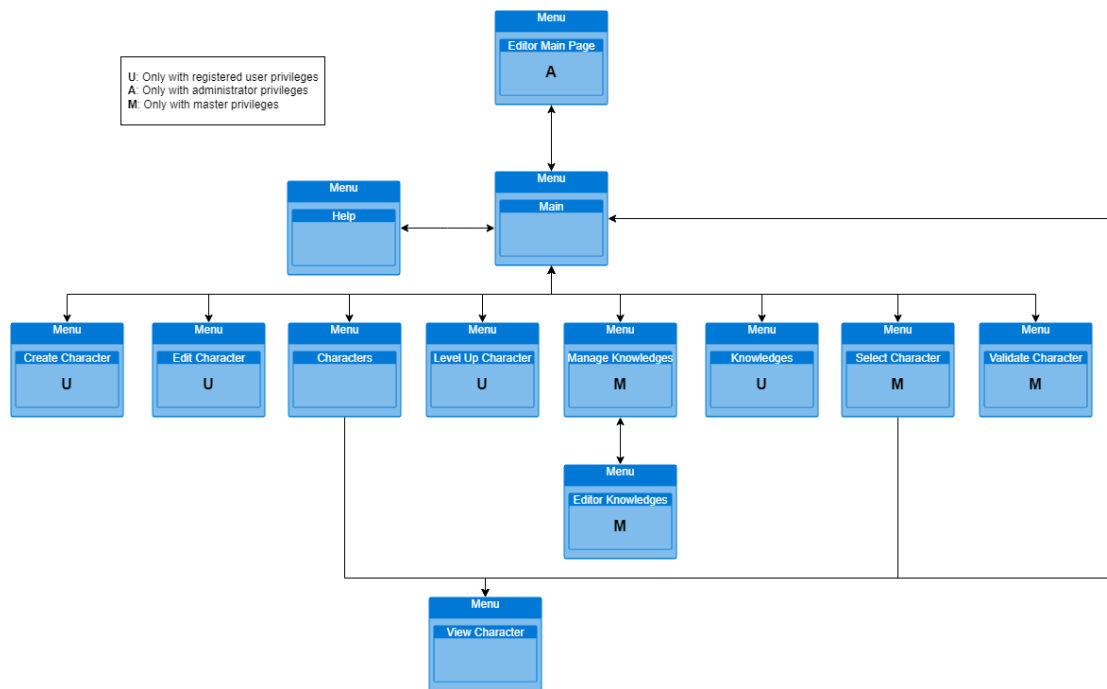 Menu
Editor Main Page
A
U: Only with registered user privileges
A: Only with administrator privileges
M: Only with master privileges
Menu
Main
Menu
Help
Menu
Create Character
U
Menu
Edit Character
U
Menu
Characters
Menu
Level Up Character
U
Menu
Manage Knowledges
M
Menu
Knowledges
U
Menu
Select Character
M
Menu
Validate Character
M
Menu
Editor Knowledges
M
Menu
View Character